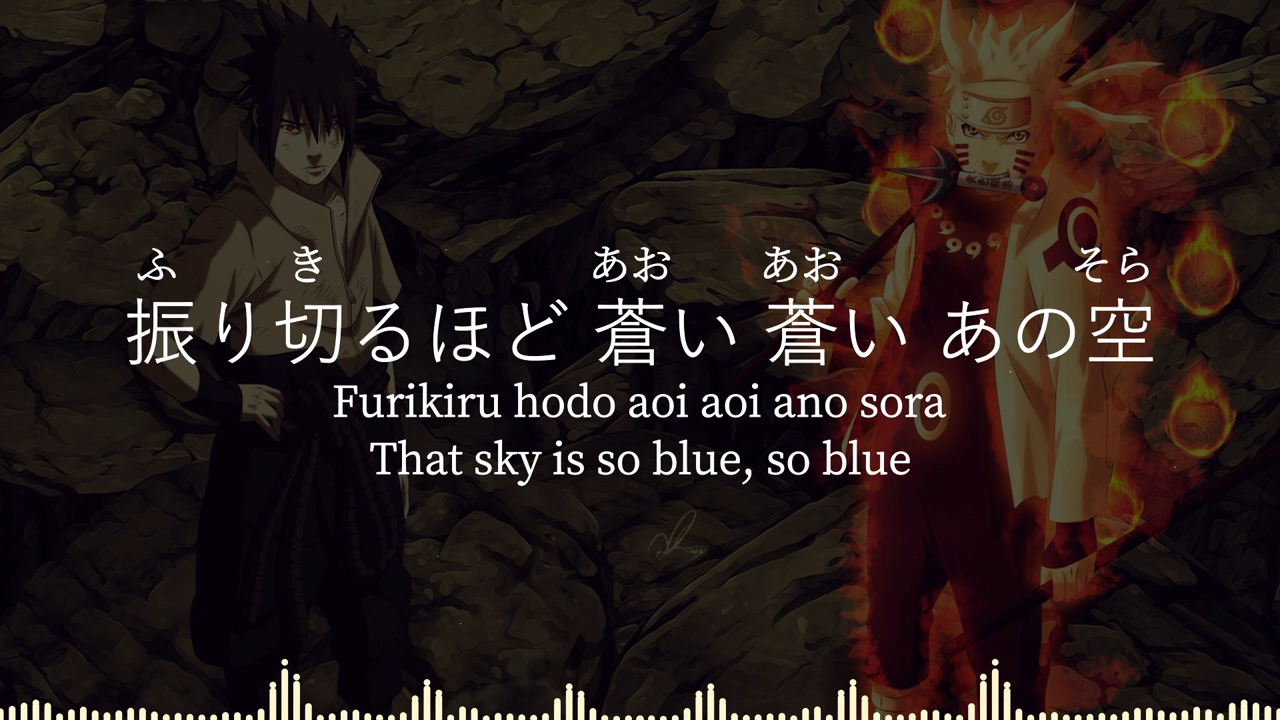 ふ き あお あお そら
振り切るほど 蒼い 蒼い あの空
Furikiru hodo aoi aoi ano sora
That sky is so blue, so blue